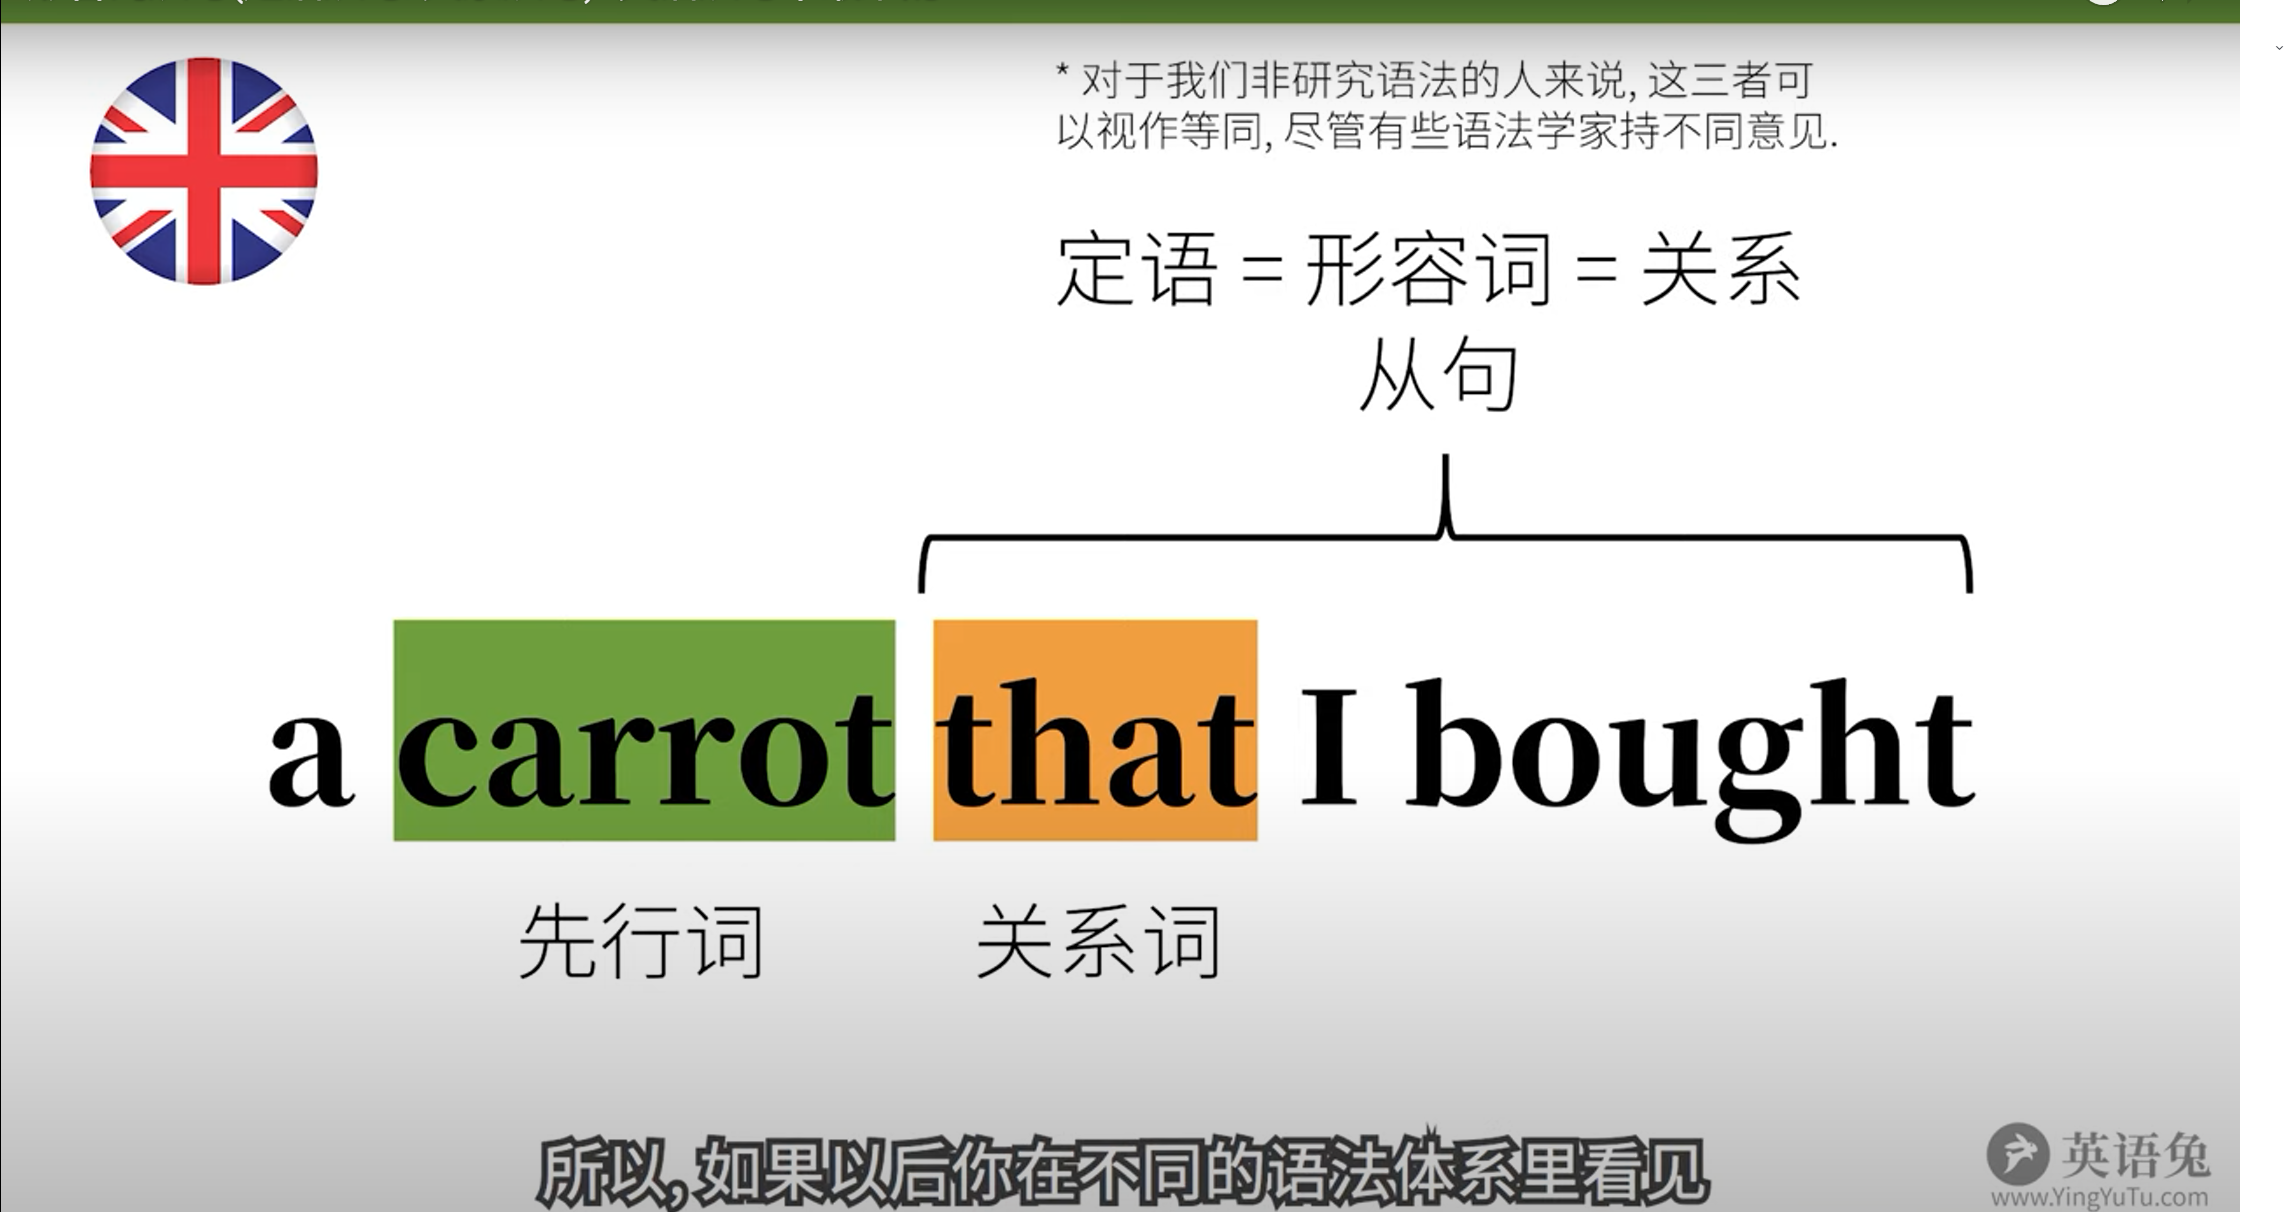 * 对于我们非研究语法的人来说, 这三者可
以视作等同, 尽管有些语法学家持不同意见.
定语 = 形容词 = 关系
从句
a carrot that I bought
先行词 关系词
所以, 如果以后你在不同的语法体系里看见
英语兔
www.YingYuTu.com